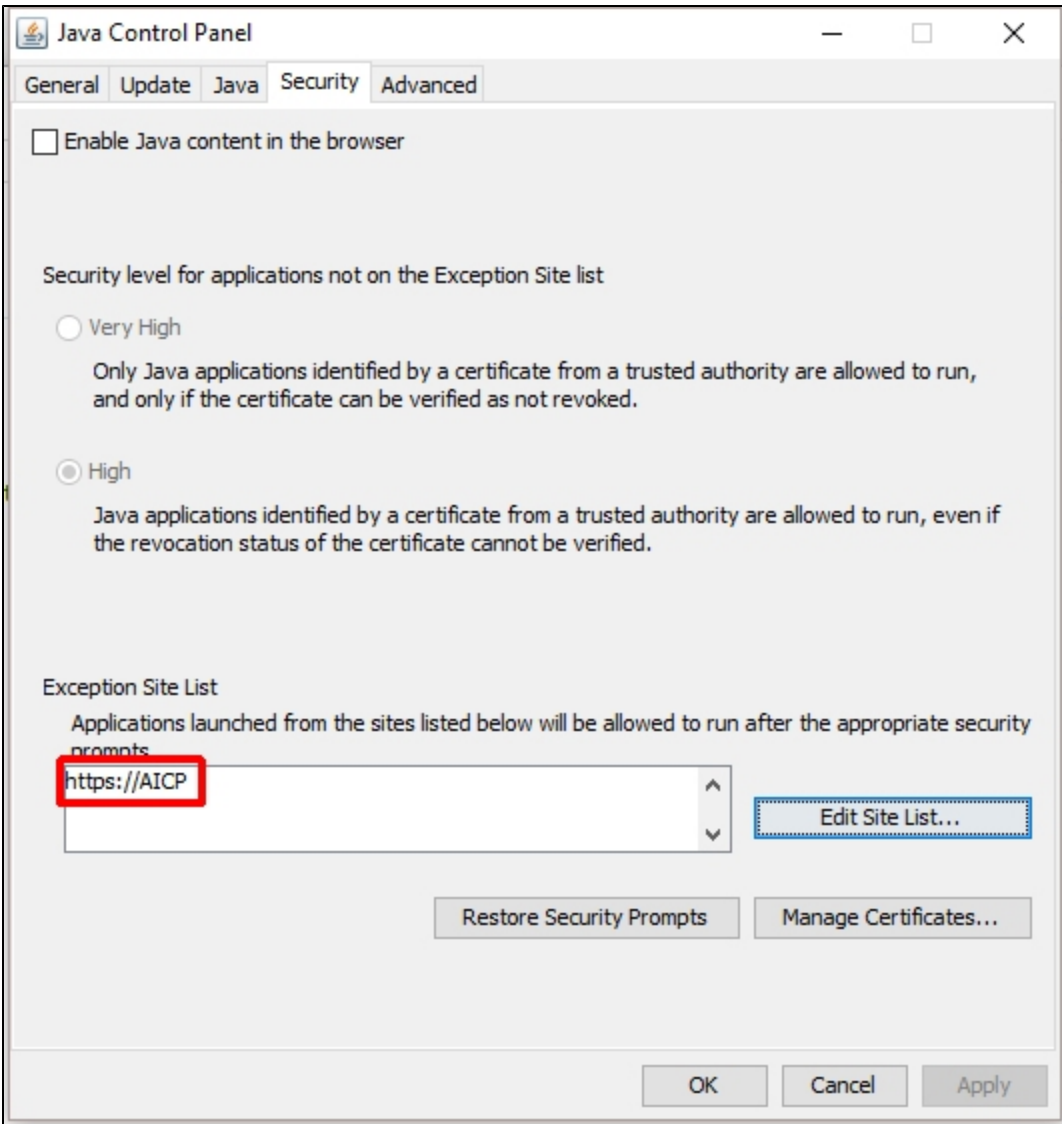 Java Control Panel
General Update Java Security Advanced
Enable Java content in the browser
Security level for applications not on the Exception Site list
Very High
Only Java applications identified by a certificate from a trusted authority are allowed to run,
and only if the certificate can be verified as not revoked.
High
Java applications identified by a certificate from a trusted authority are allowed to run, even if
the revocation status of the certificate cannot be verified.
Exception Site List
Applications launched from the sites listed below will be allowed to run after the appropriate security
prompts
https://AICP
Edit Site List...
Restore Security Prompts Manage Certificates...
OK Cancel Apply